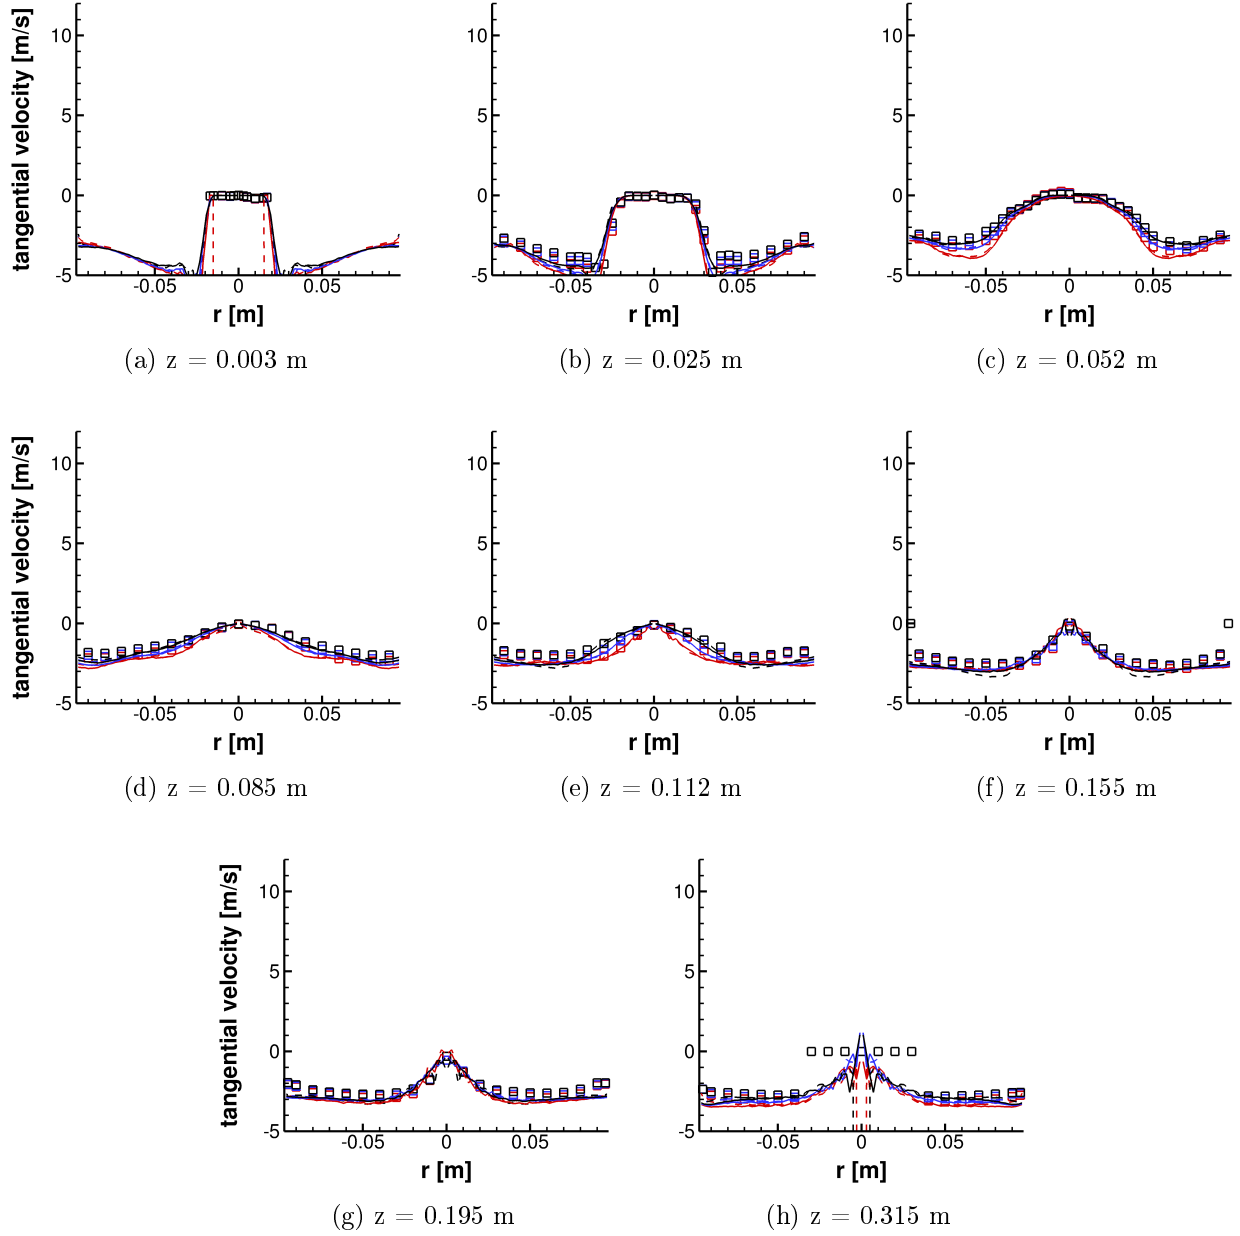 tangential velocity [m/s]
10
5
0
-5
-0.05 0 0.05
r [m]
(a) z = 0.003 m
10
5
0
-5
-0.05 0 0.05
r [m]
(b) z = 0.025 m
10
5
0
-5
-0.05 0 0.05
r [m]
(c) z = 0.052 m
tangential velocity [m/s]
10
5
0
-5
-0.05 0 0.05
r [m]
(d) z = 0.085 m
10
5
0
-5
-0.05 0 0.05
r [m]
(e) z = 0.112 m
10
5
0
-5
-0.05 0 0.05
r [m]
(f) z = 0.155 m
tangential velocity [m/s]
10
5
0
-5
-0.05 0 0.05
r [m]
(g) z = 0.195 m
10
5
0
-5
-0.05 0 0.05
r [m]
(h) z = 0.315 m